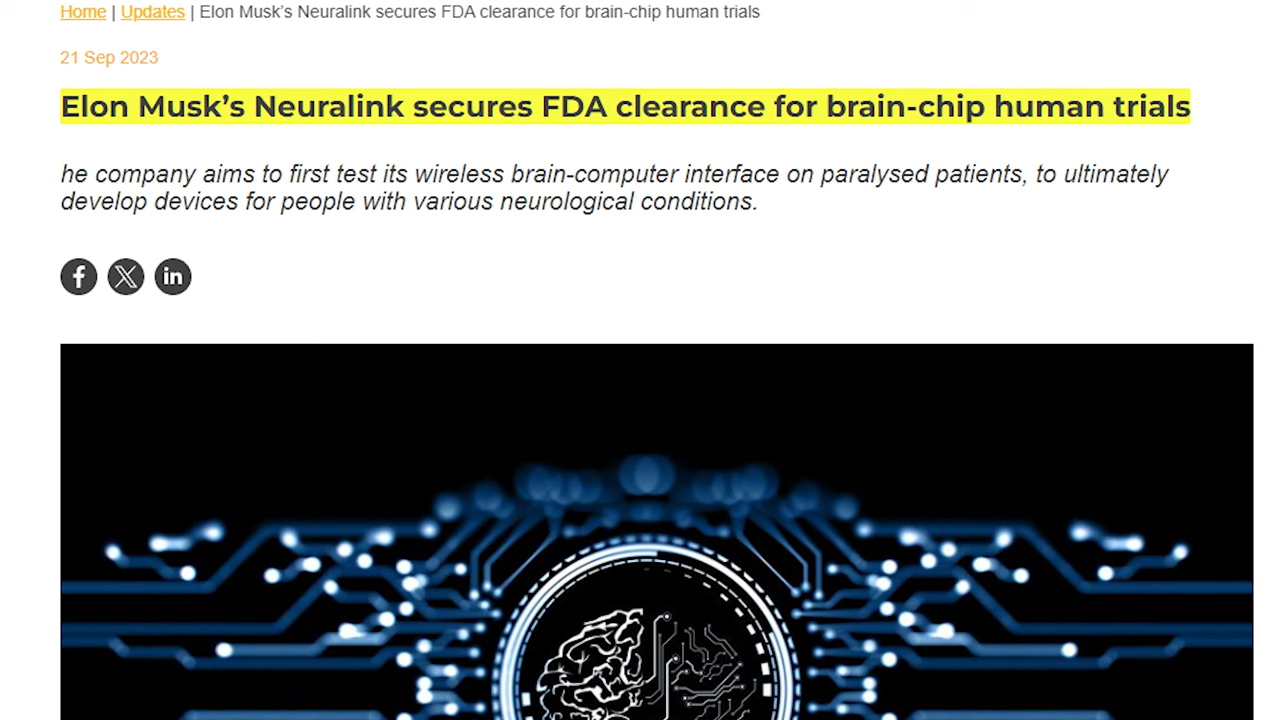 Home | Updates | Elon Musk’s Neuralink secures FDA clearance for brain-chip human trials
21 Sep 2023
Elon Musk’s Neuralink secures FDA clearance for brain-chip human trials
he company aims to first test its wireless brain-computer interface on paralysed patients, to ultimately
develop devices for people with various neurological conditions.